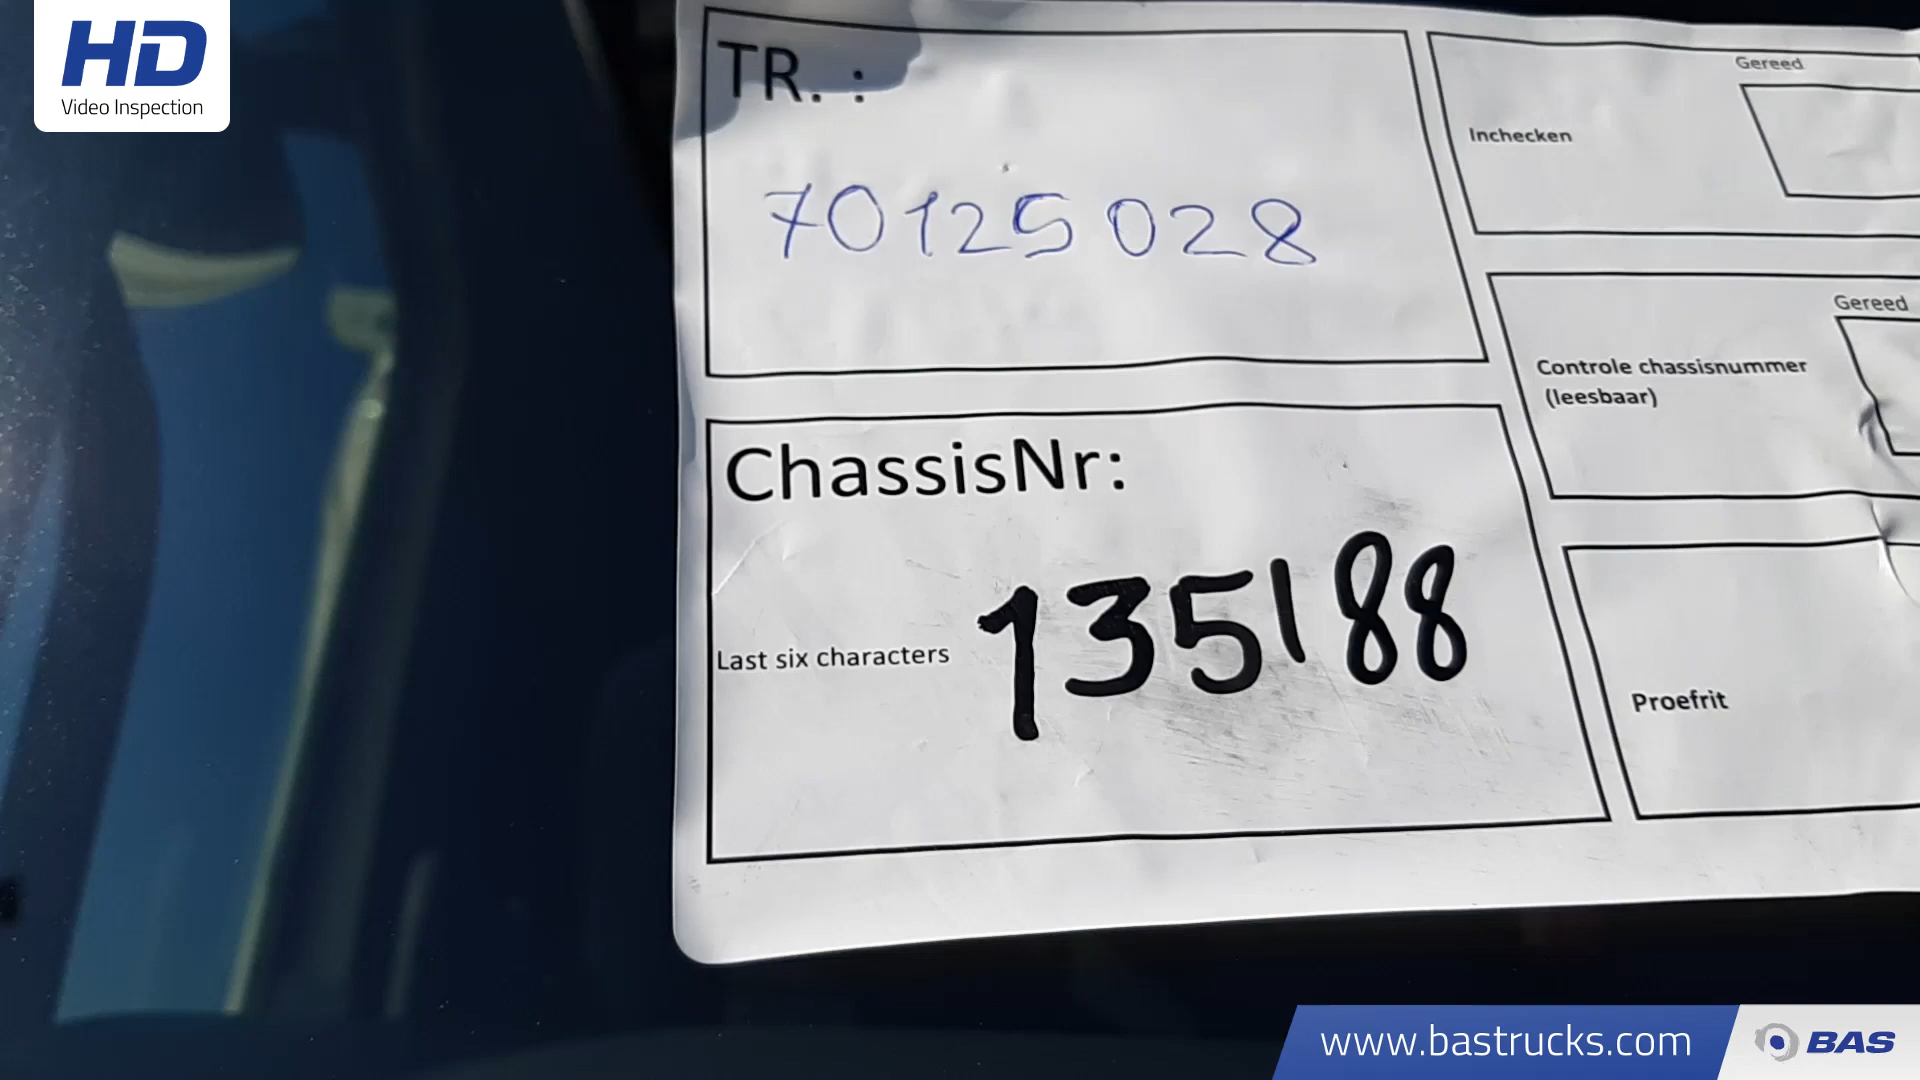 HD
Video Inspection
TR. :
70125028
ChassisNr:
Last six characters 135188
Gereed
Inchecken
Gereed
Controle chassisnummer
(leesbaar)
Proefrit
www.bastrucks.com
BAS